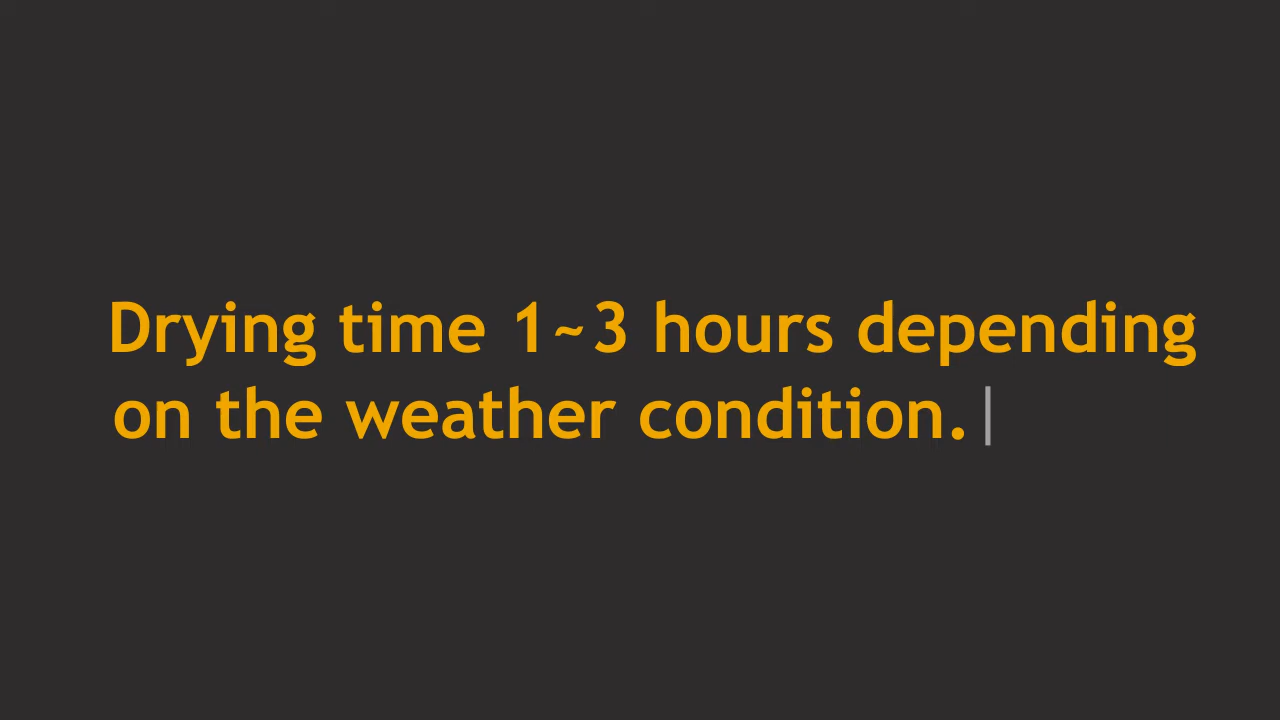 Drying time 1~3 hours depending
on the weather condition.